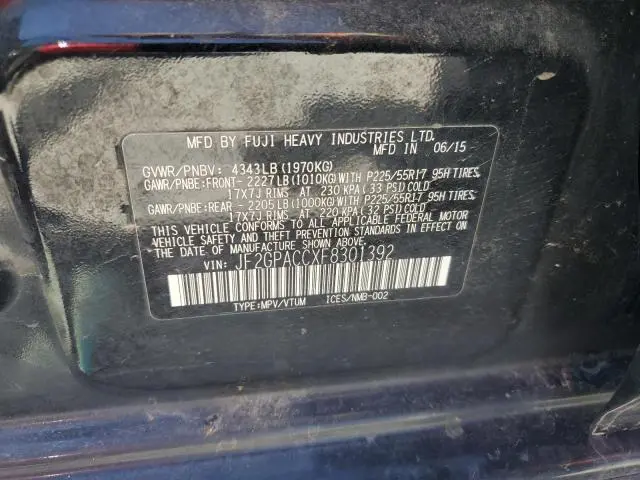 MFD BY FUJI HEAVY INDUSTRIES LTD.
MFD IN 06/15
GVWR/PNBV: 4343LB(1970KG)
GAWR/PNBE:FRONT- 2227LB(1010KG)WITH P225/55R17 95H TIRES,
17X7J RIMS AT 230 KPA(33 PSI)COLD
GAWR/PNBE:REAR - 2205LB(1000KG)WITH P225/55R17 95H TIRES,
17X7J RIMS AT 220 KPA(32 PSI)COLD
* THIS VEHICLE CONFORMS TO ALL APPLICABLE FEDERAL MOTOR
VEHICLE SAFETY AND THEFT PREVENTION STANDARDS IN EFFECT ON
* THE DATE OF MANUFACTURE SHOWN ABOVE.
VIN: JF2GPACCXF8301392
TYPE:MPV/VTUM ICES/NMB-002